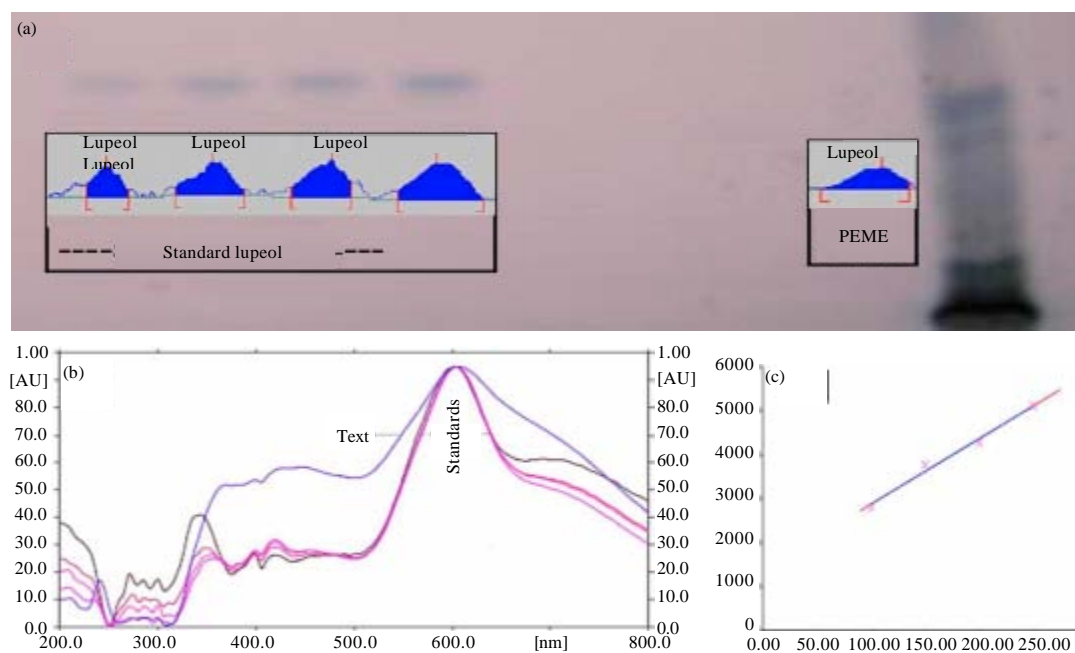 (a)
Lupeol Lupeol Lupeol Lupeol
Lupeol
Standard lupeol
PEME
(b)
1.00 1.00
[AU] [AU]
80.0 80.0
70.0 70.0
60.0 60.0
50.0 50.0
40.0 40.0
30.0 30.0
20.0 20.0
10.0 10.0
0.0 0.0
200.0 300.0 400.0 500.0 600.0 [nm] 800.0
Text
Standards
(c)
6000
5000
4000
3000
2000
1000
0
0.00 50.00 100.00 150.00 200.00 250.00